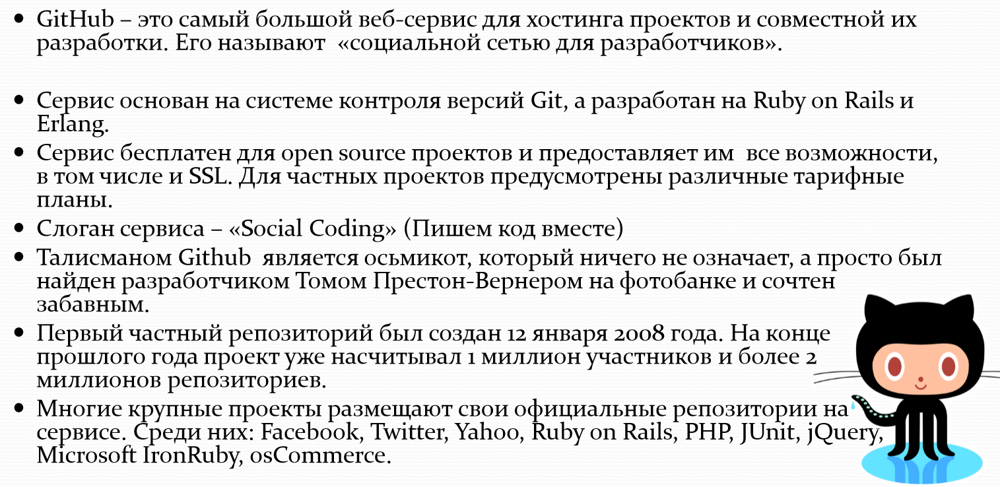 • GitHub – это самый большой веб-сервис для хостинга проектов и совместной их
разработки. Его называют «социальной сетью для разработчиков».
• Сервис основан на системе контроля версий Git, а разработан на Ruby on Rails и
Erlang.
• Сервис бесплатен для open source проектов и предоставляет им все возможности,
в том числе и SSL. Для частных проектов предусмотрены различные тарифные
планы.
• Слоган сервиса – «Social Coding» (Пишем код вместе)
• Талисманом Github является осьмикот, который ничего не означает, а просто был
найден разработчиком Томом Престон-Вернером на фотобанке и сочтен
забавным.
• Первый частный репозиторий был создан 12 января 2008 года. На конце
прошлого года проект уже насчитывал 1 миллион участников и более 2
миллионов репозиториев.
• Многие крупные проекты размещают свои официальные репозитории на
сервисе. Среди них: Facebook, Twitter, Yahoo, Ruby on Rails, PHP, JUnit, jQuery,
Microsoft IronRuby, osCommerce.